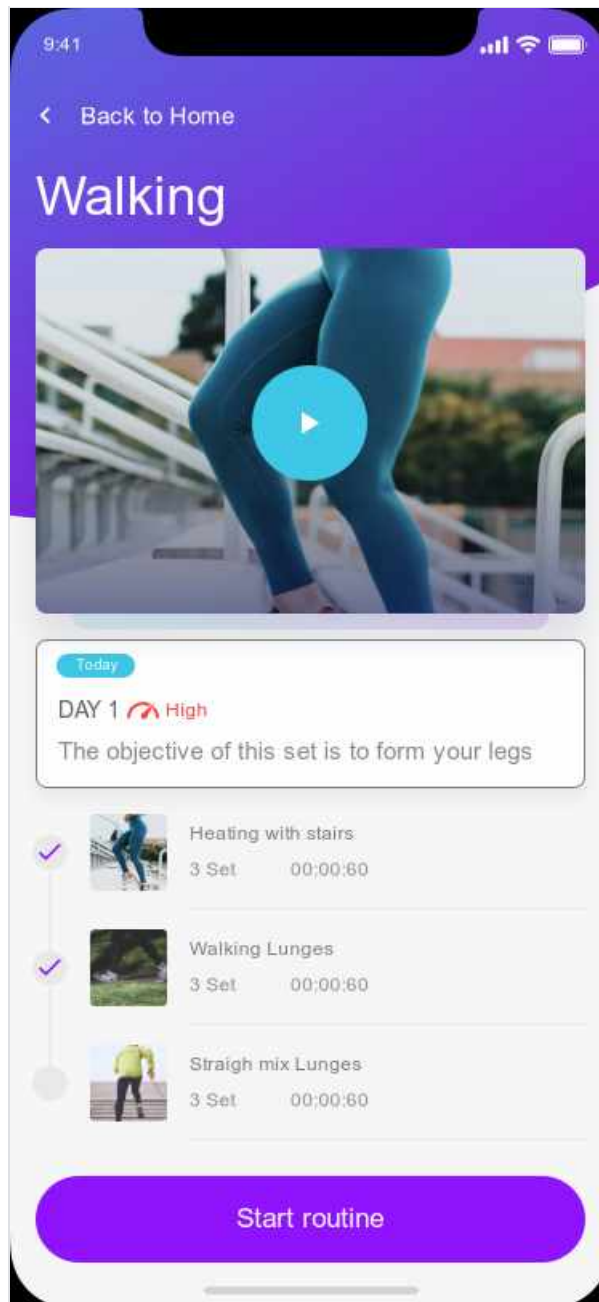 9:41
Back to Home
Walking
Today
DAY 1 High
The objective of this set is to form your legs
Heating with stairs
3 Set 00:00:60
Walking Lunges
3 Set 00:00:60
Straigh mix Lunges
3 Set 00:00:60
Start routine